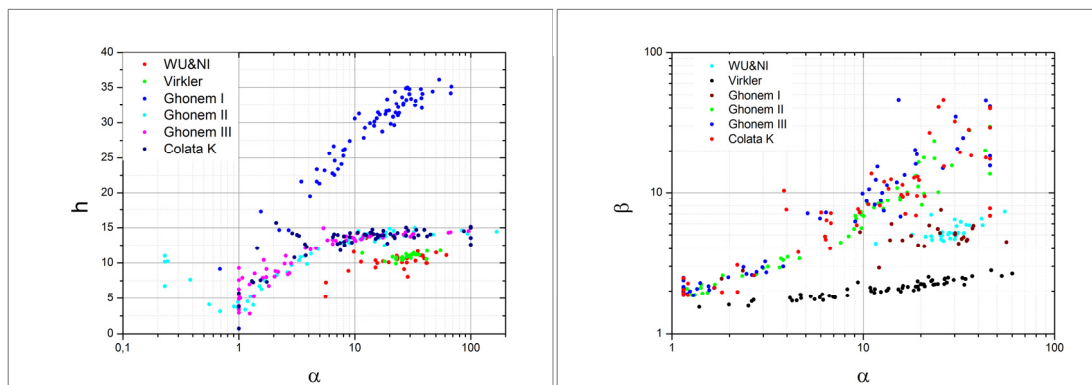 40
35
30
25
20
15
10
5
0
h
WU&NI
Virkler
Ghonem I
Ghonem II
Ghonem III
Colata K
0,1
1
10
100
α
100
10
1
β
WU&NI
Virkler
Ghonem I
Ghonem II
Ghonem III
Colata K
1
10
100
α